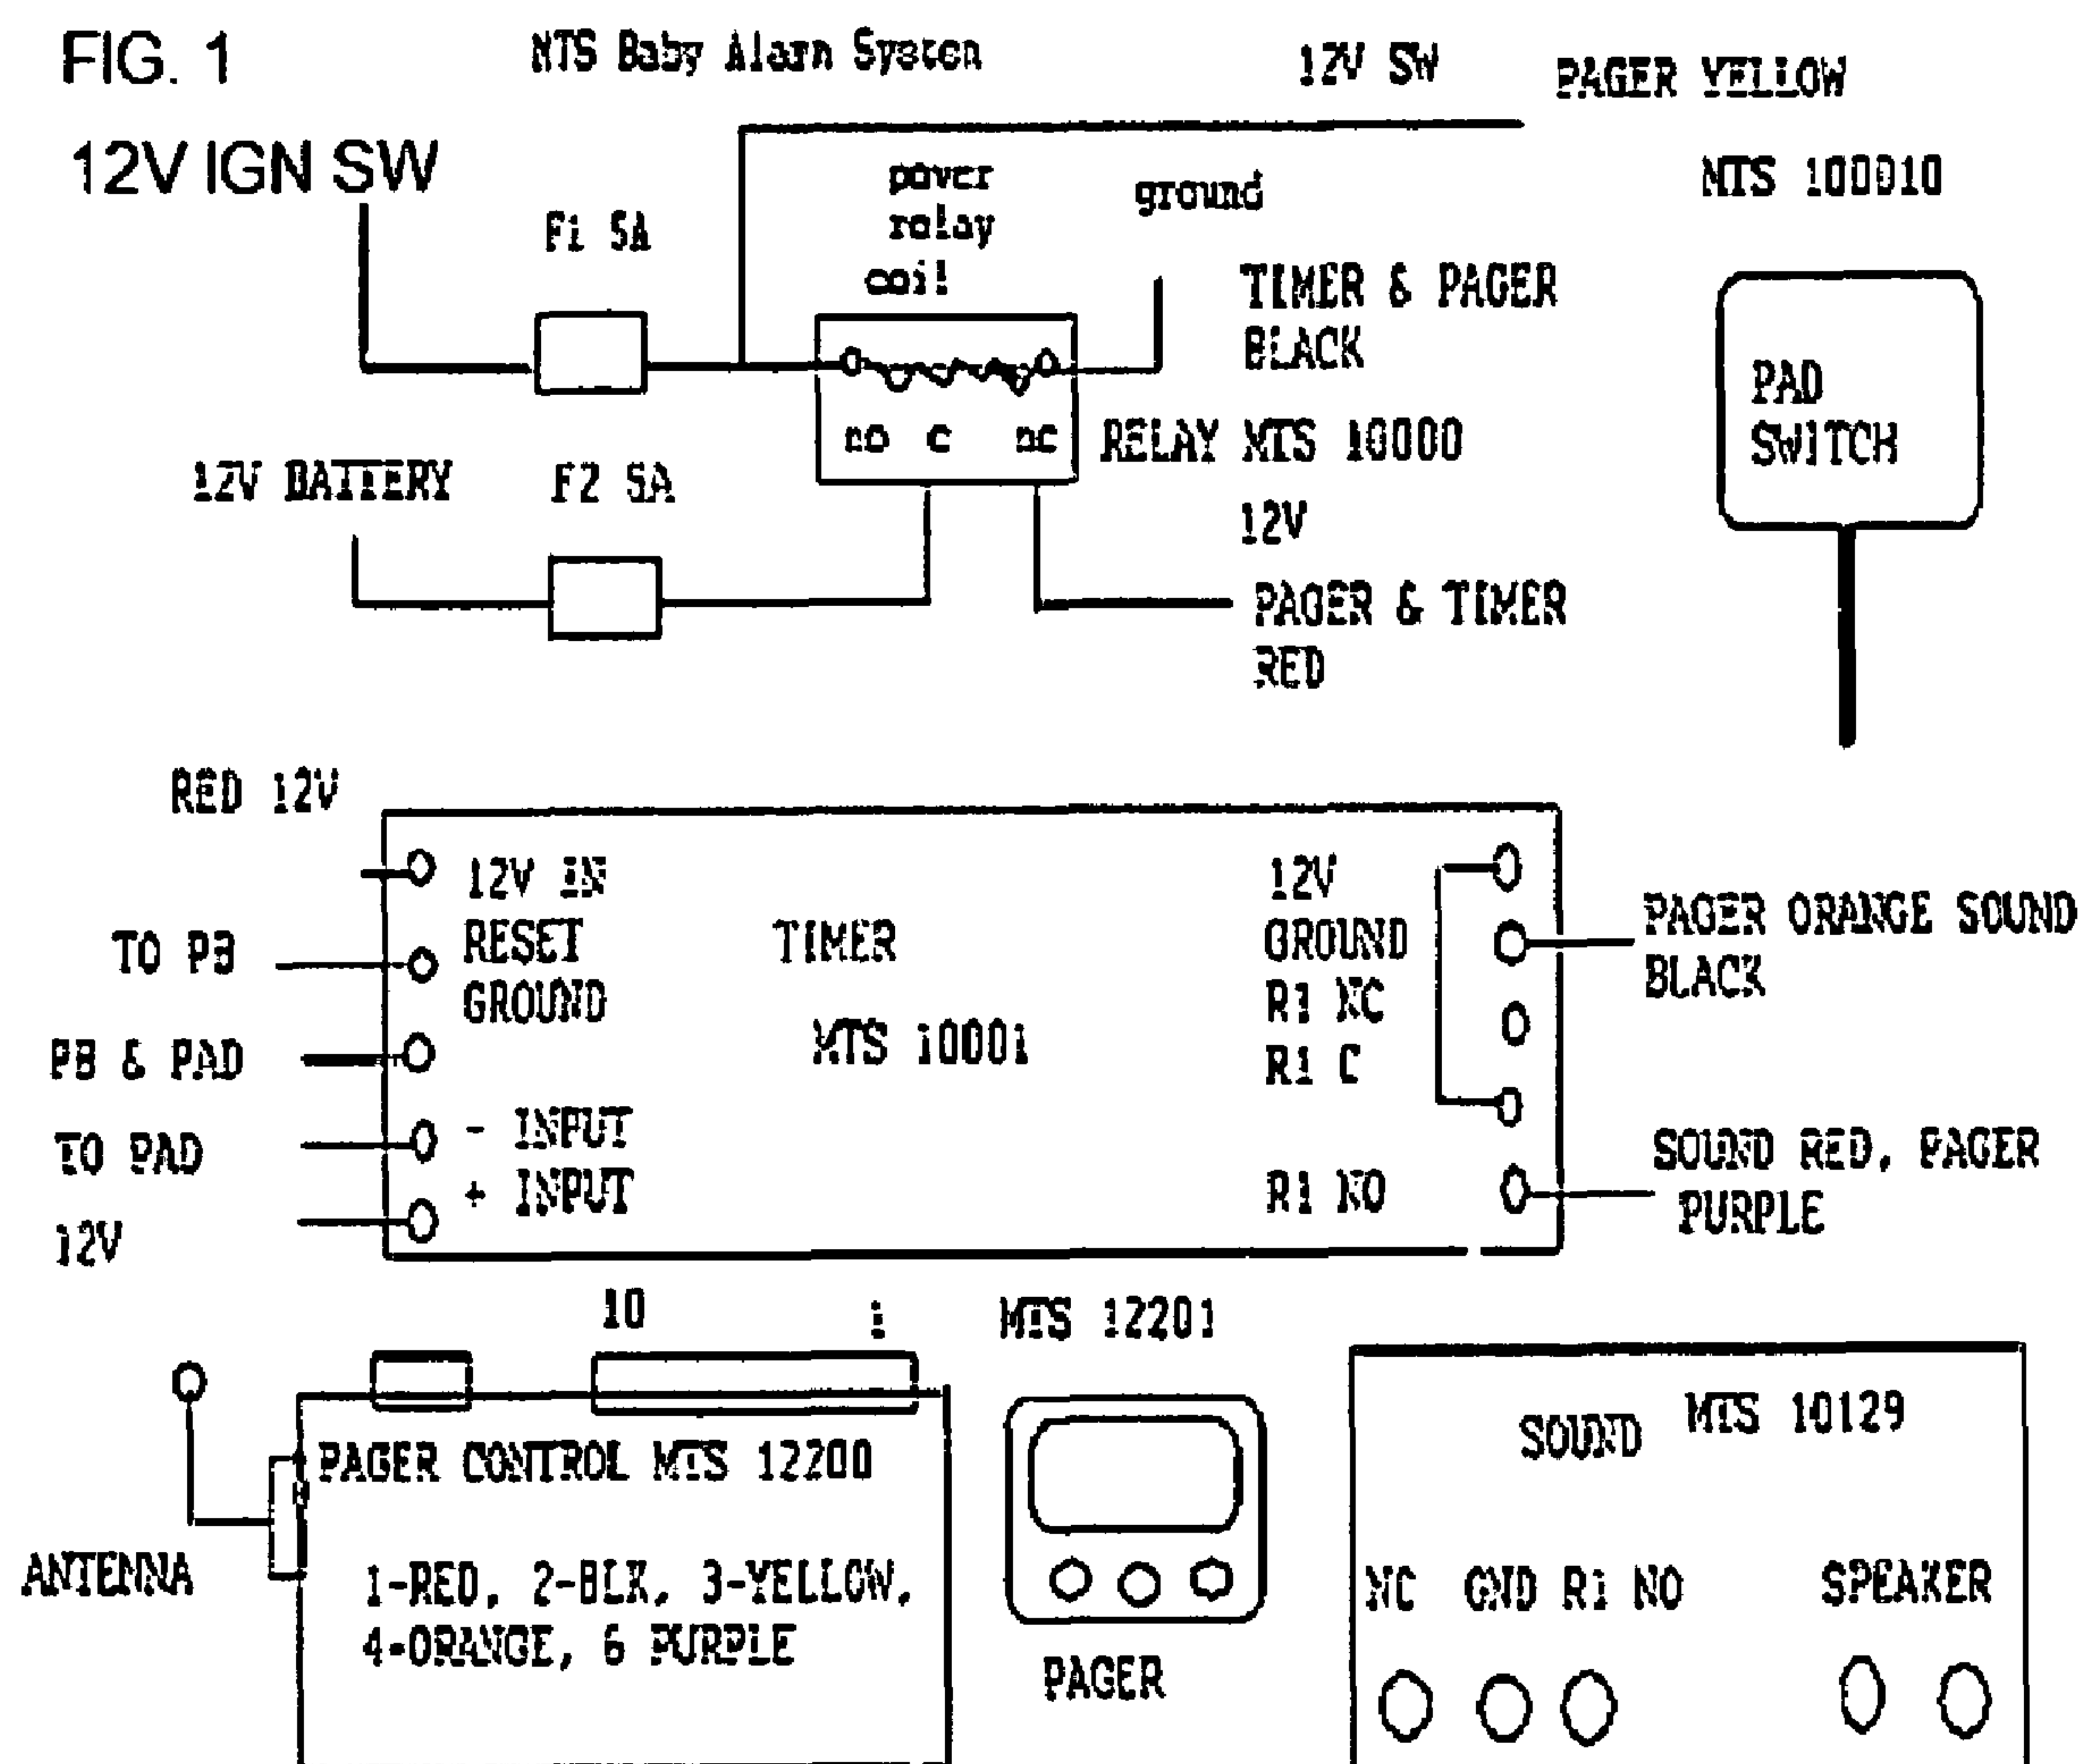 FIG. 1
MTS Baby Alarm System
12V SW
PAGER YELLOW
12V IGN SW
MTS 100010
F1 5A
power
relay
coil
ground
TIMER & PAGER
BLACK
PAD
SWITCH
no c nc
RELAY MTS 10000
12V BATTERY
F2 5A
12V
PAGER & TIMER
RED
RED 12V
12V IN
RESET
GROUND
- INPUT
+ INPUT
TO PB
PB & PAD
TO PAD
12V
TIMER
MTS 10001
12V
GROUND
R1 NC
R1 C
R1 NO
PAGER ORANGE SOUND
BLACK
SOUND RED, PAGER
PURPLE
10
1
MTS 12201
PAGER CONTROL MTS 12200
1-RED, 2-BLK, 3-YELLOW,
4-ORANGE, 6 PURPLE
ANTENNA
PAGER
SOUND MTS 10129
NC GND R1 NO SPEAKER